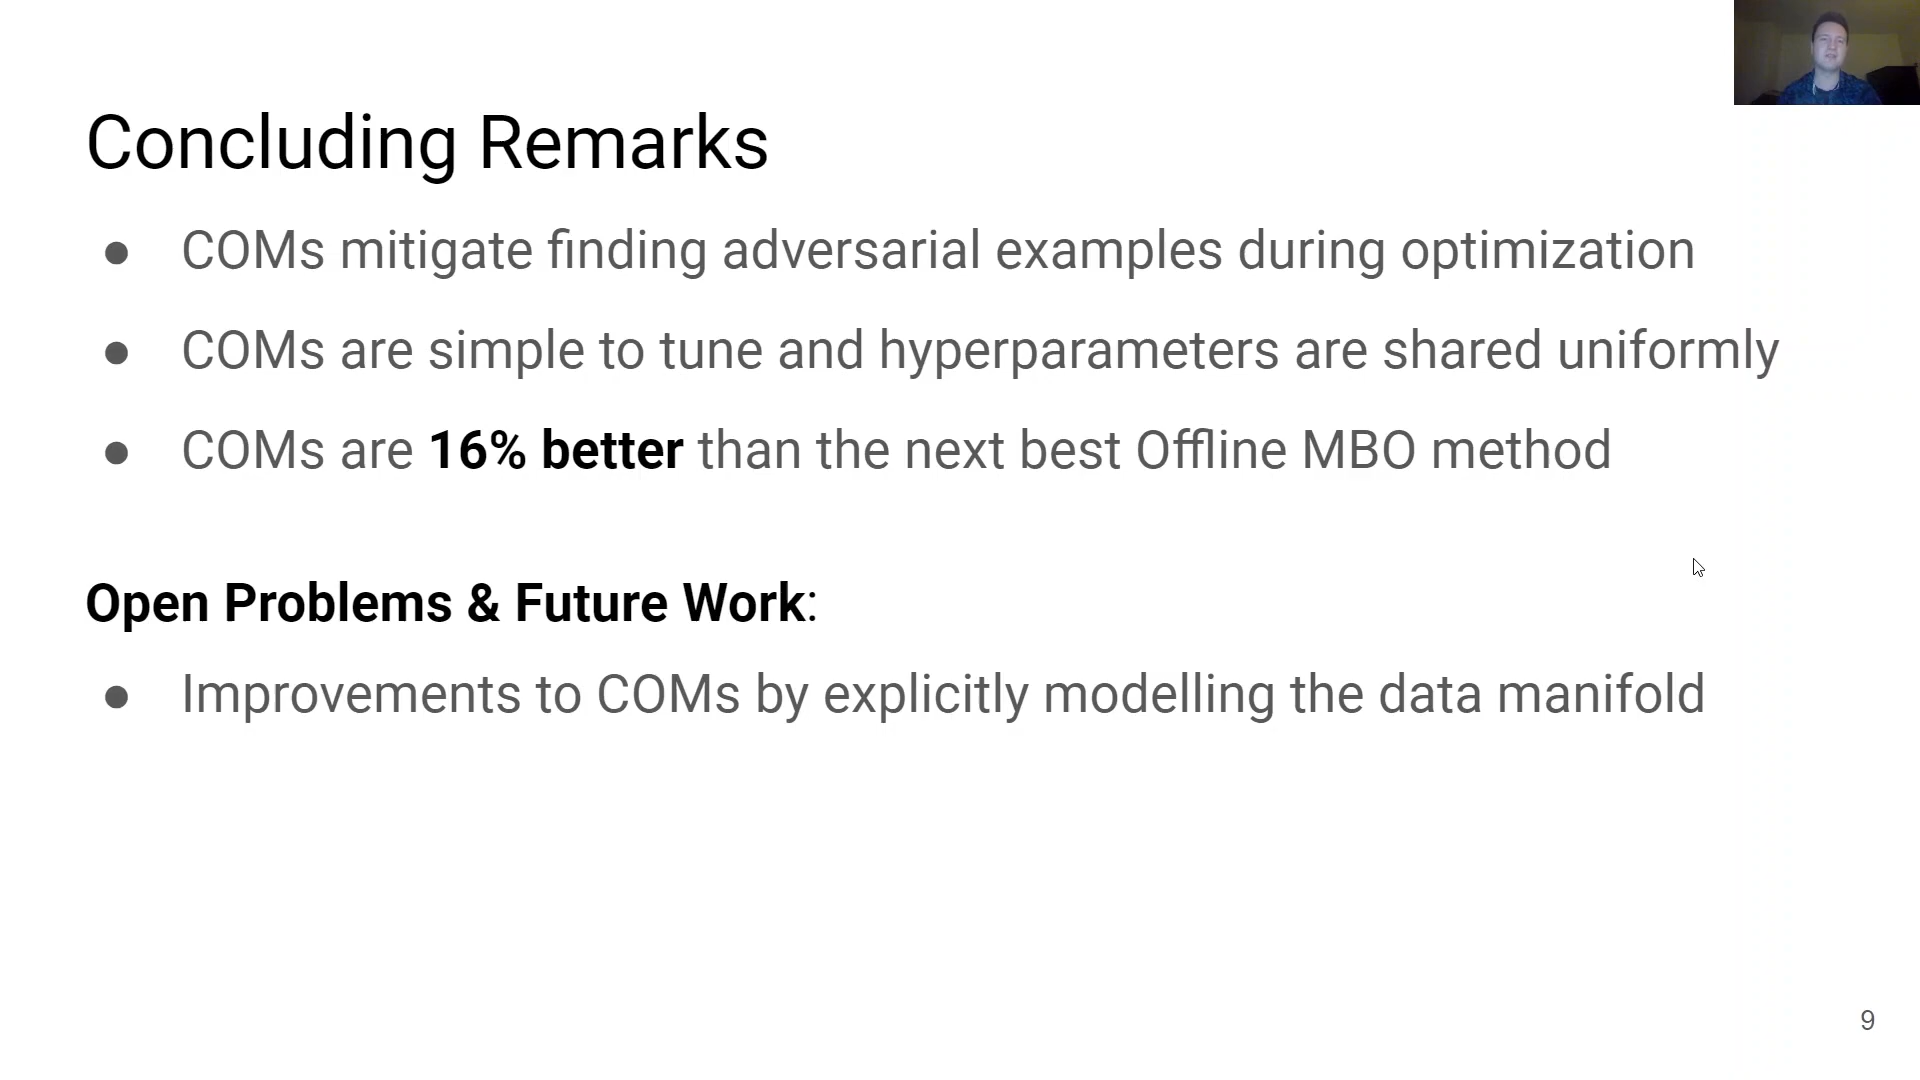 Concluding Remarks
● COMs mitigate finding adversarial examples during optimization
● COMs are simple to tune and hyperparameters are shared uniformly
● COMs are 16% better than the next best Offline MBO method
Open Problems & Future Work:
● Improvements to COMs by explicitly modelling the data manifold
9